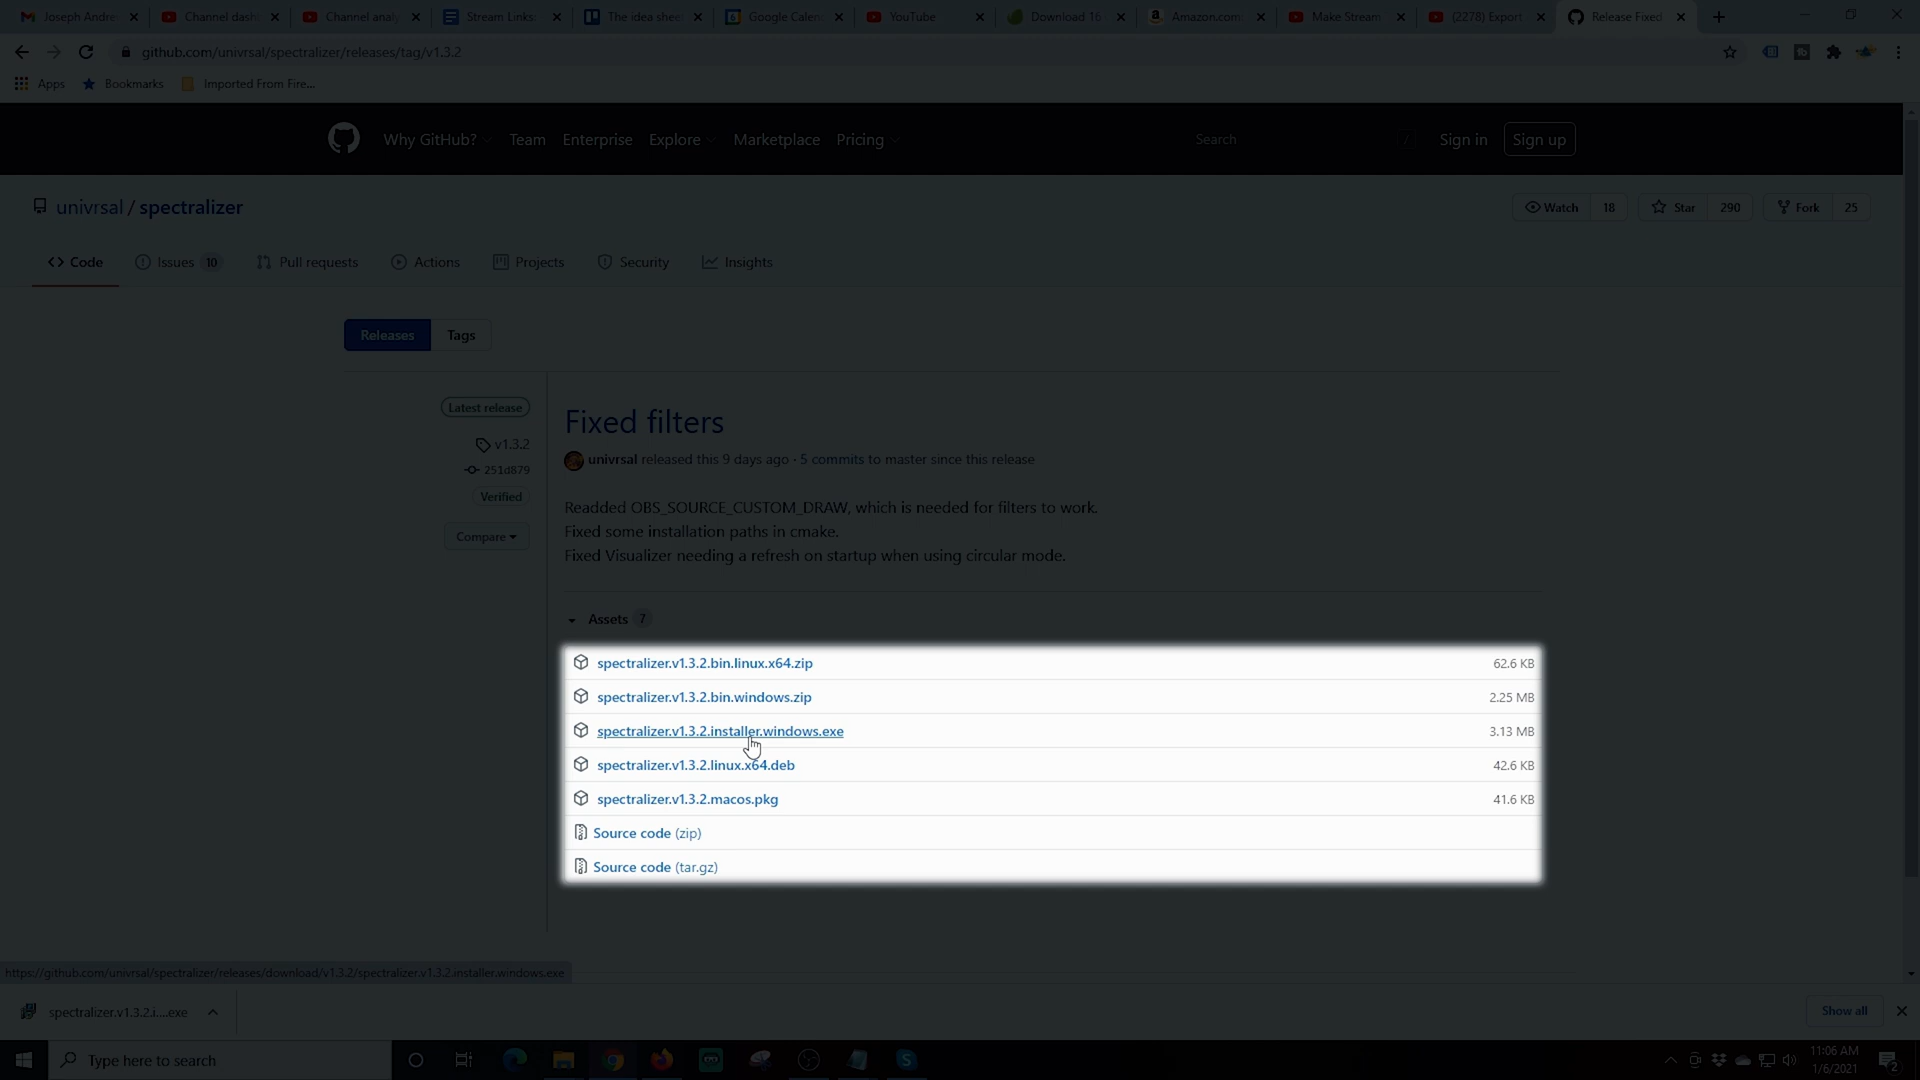 Joseph Andre
Channel dash
Channel analy
Stream Links
The idea shee
Google Calen
YouTube
Download 16
Amazon.com
Make Stream
(2278) Export
Release Fixed
github.com/univrsal/spectralizer/releases/tag/v1.3.2
Apps
Bookmarks
Imported From Fire...
Why GitHub?
Team
Enterprise
Explore
Marketplace
Pricing
Search
/
Sign in
Sign up
univrsal / spectralizer
Watch 18
Star 290
Fork 25
<> Code
Issues 10
Pull requests
Actions
Projects
Security
Insights
Releases
Tags
Latest release
v1.3.2
251d879
Verified
Compare
Fixed filters
univrsal released this 9 days ago · 5 commits to master since this release
Readded OBS_SOURCE_CUSTOM_DRAW, which is needed for filters to work.
Fixed some installation paths in cmake.
Fixed Visualizer needing a refresh on startup when using circular mode.
Assets 7
spectralizer.v1.3.2.bin.linux.x64.zip 62.6 KB
spectralizer.v1.3.2.bin.windows.zip 2.25 MB
spectralizer.v1.3.2.installer.windows.exe 3.13 MB
spectralizer.v1.3.2.linux.x64.deb 42.6 KB
spectralizer.v1.3.2.macos.pkg 41.6 KB
Source code (zip)
Source code (tar.gz)
https://github.com/univrsal/spectralizer/releases/download/v1.3.2/spectralizer.v1.3.2.installer.windows.exe
spectralizer.v1.3.2.i....exe
Show all
Type here to search
11:06 AM
1/6/2021
2